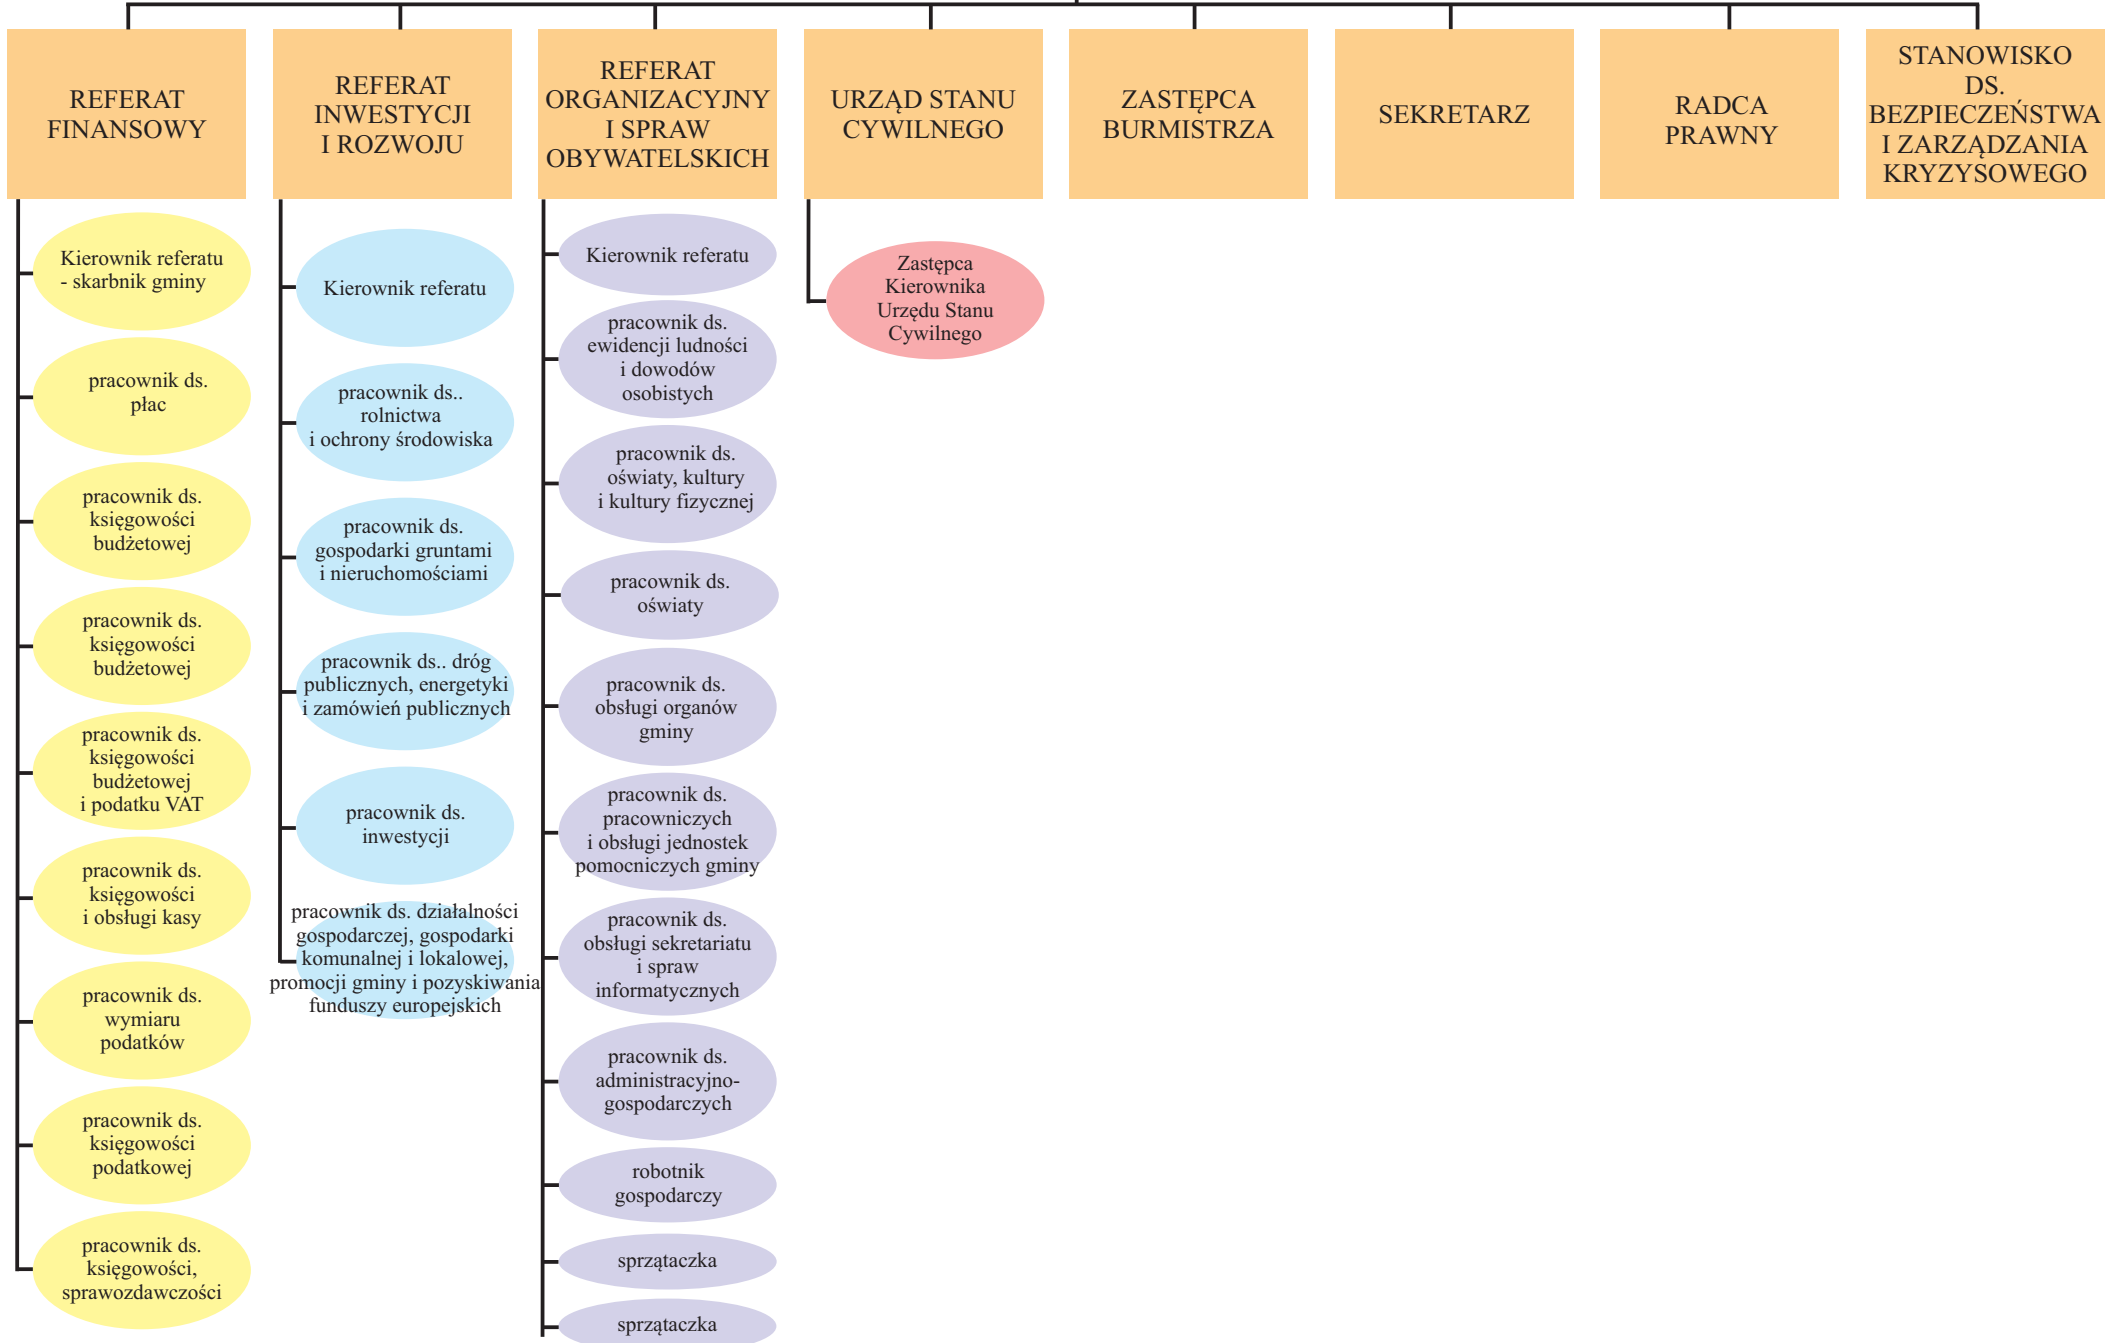 REFERAT
FINANSOWY
REFERAT
INWESTYCJI
I ROZWOJU
REFERAT
ORGANIZACYJNY
I SPRAW
OBYWATELSKICH
URZĄD STANU
CYWILNEGO
ZASTĘPCA
BURMISTRZA
SEKRETARZ
RADCA
PRAWNY
STANOWISKO
DS.
BEZPIECZEŃSTWA
I ZARZĄDZANIA
KRYZYSOWEGO
Kierownik referatu
- skarbnik gminy
pracownik ds.
płac
pracownik ds.
księgowości
budżetowej
pracownik ds.
księgowości
budżetowej
pracownik ds.
księgowości
budżetowej
i podatku VAT
pracownik ds.
księgowości
i obsługi kasy
pracownik ds.
wymiaru
podatków
pracownik ds.
księgowości
podatkowej
pracownik ds.
księgowości,
sprawozdawczości
Kierownik referatu
pracownik ds..
rolnictwa
i ochrony środowiska
pracownik ds.
gospodarki gruntami
i nieruchomościami
pracownik ds.. dróg
publicznych, energetyki
i zamówień publicznych
pracownik ds.
inwestycji
pracownik ds. działalności
gospodarczej, gospodarki
komunalnej i lokalowej,
promocji gminy i pozyskiwania
funduszy europejskich
Kierownik referatu
pracownik ds.
ewidencji ludności
i dowodów
osobistych
pracownik ds.
oświaty, kultury
i kultury fizycznej
pracownik ds.
oświaty
pracownik ds.
obsługi organów
gminy
pracownik ds.
pracowniczych
i obsługi jednostek
pomocniczych gminy
pracownik ds.
obsługi sekretariatu
i spraw
informatycznych
pracownik ds.
administracyjno-
gospodarczych
robotnik
gospodarczy
sprzątaczka
sprzątaczka
Zastępca
Kierownika
Urzędu Stanu
Cywilnego